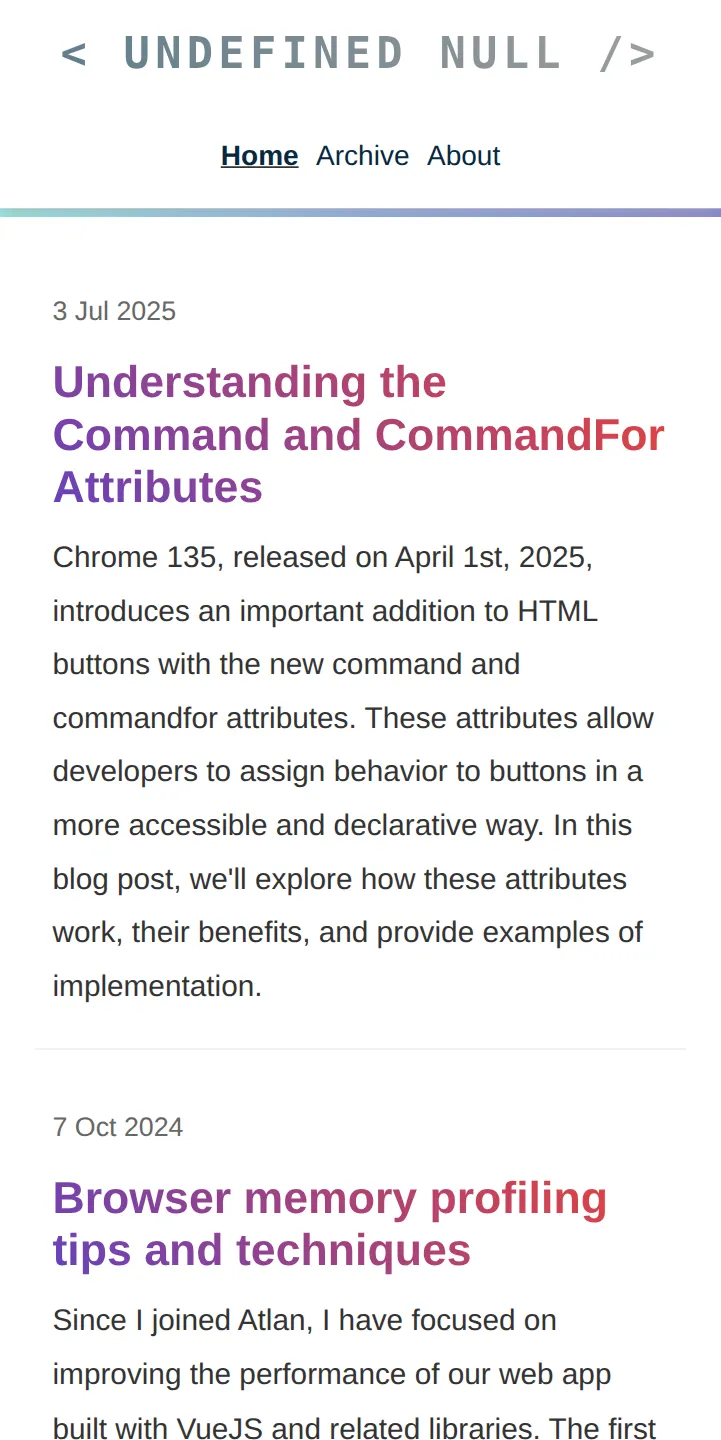 < UNDEFINED NULL />
Home Archive About
3 Jul 2025
Understanding the
Command and CommandFor
Attributes
Chrome 135, released on April 1st, 2025,
introduces an important addition to HTML
buttons with the new command and
commandfor attributes. These attributes allow
developers to assign behavior to buttons in a
more accessible and declarative way. In this
blog post, we'll explore how these attributes
work, their benefits, and provide examples of
implementation.
7 Oct 2024
Browser memory profiling
tips and techniques
Since I joined Atlan, I have focused on
improving the performance of our web app
built with VueJS and related libraries. The first